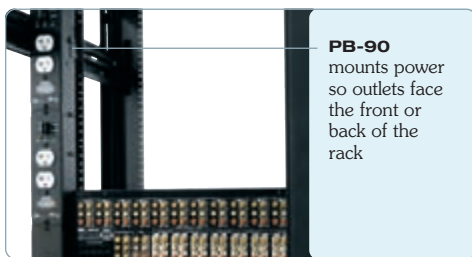 PB-90
mounts power
so outlets face
the front or
back of the
rack